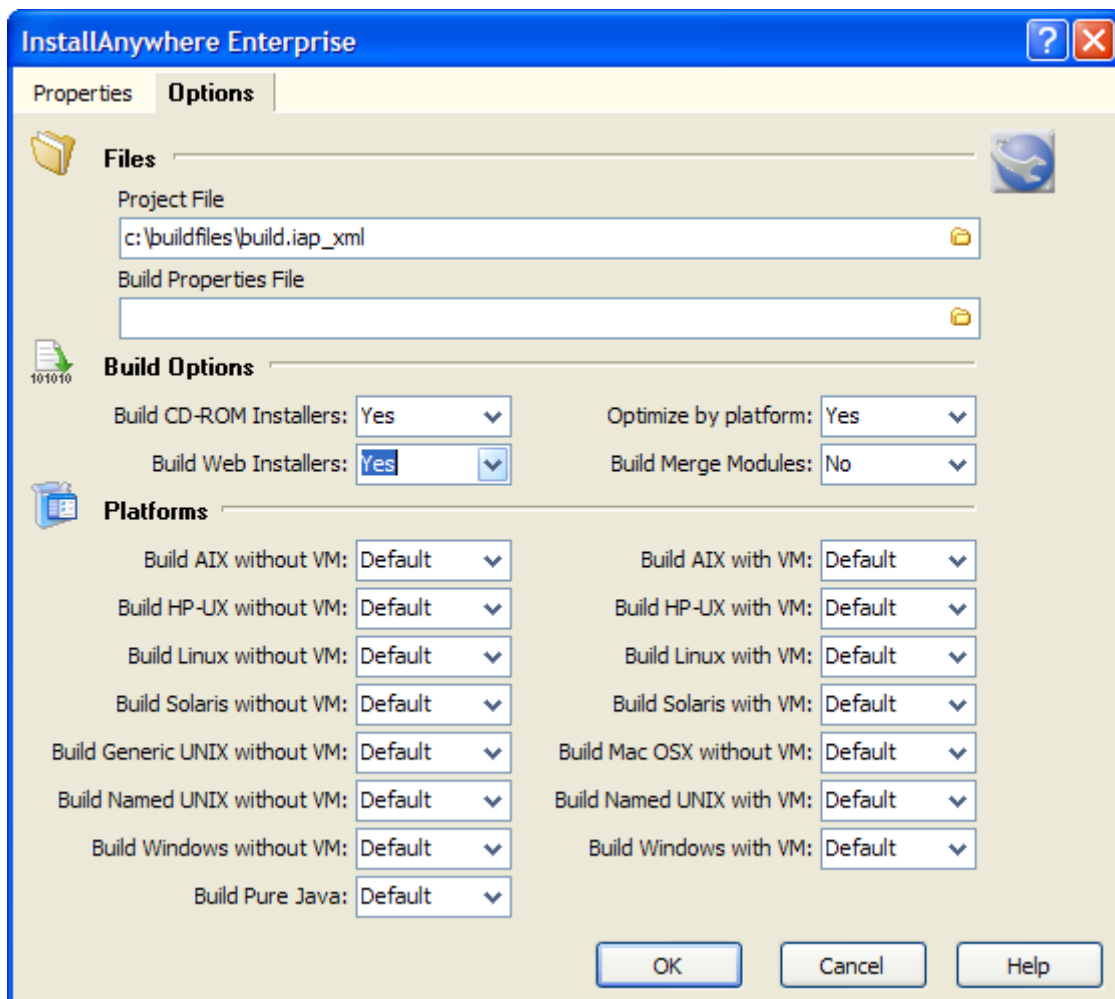 InstallAnywhere Enterprise
Properties Options
Files
Project File
c:\buildfiles\build.iap_xml
Build Properties File
101010
Build Options
Build CD-ROM Installers: Yes Optimize by platform: Yes
Build Web Installers: Yes Build Merge Modules: No
Platforms
Build AIX without VM: Default Build AIX with VM: Default
Build HP-UX without VM: Default Build HP-UX with VM: Default
Build Linux without VM: Default Build Linux with VM: Default
Build Solaris without VM: Default Build Solaris with VM: Default
Build Generic UNIX without VM: Default Build Mac OSX without VM: Default
Build Named UNIX without VM: Default Build Named UNIX with VM: Default
Build Windows without VM: Default Build Windows with VM: Default
Build Pure Java: Default
OK Cancel Help